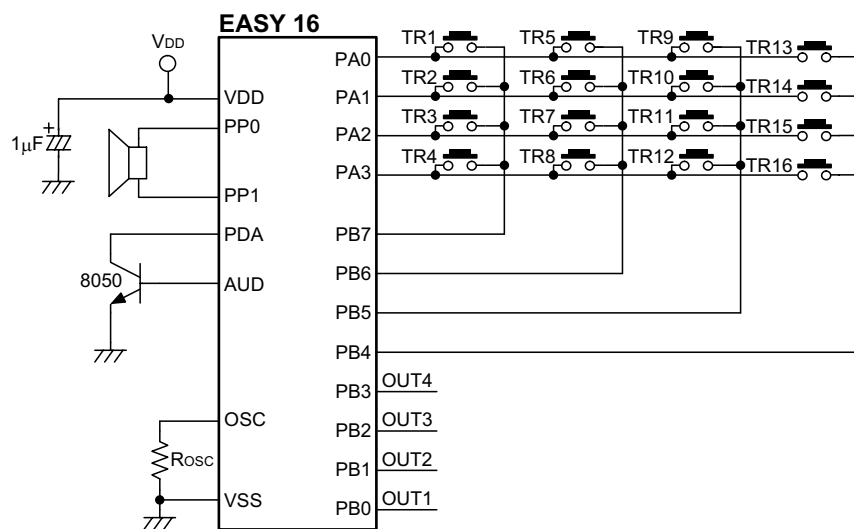 EASY 16
VDD
1µF
+
VDD
PP0
PP1
PDA
AUD
8050
OSC
ROSC
VSS
PA0
PA1
PA2
PA3
PB7
PB6
PB5
PB4
PB3
PB2
PB1
PB0
TR1
TR5
TR9
TR13
TR2
TR6
TR10
TR14
TR3
TR7
TR11
TR15
TR4
TR8
TR12
TR16
OUT4
OUT3
OUT2
OUT1